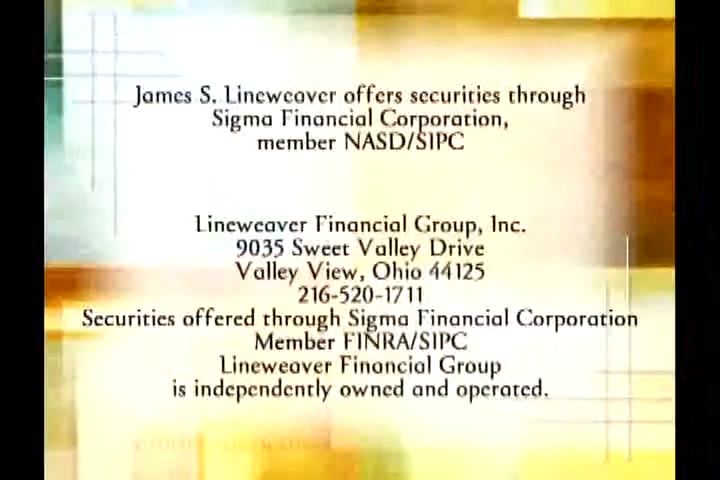 James S. Lineweaver offers securities through
Sigma Financial Corporation,
member NASD/SIPC
Lineweaver Financial Group, Inc.
9035 Sweet Valley Drive
Valley View, Ohio 44125
216-520-1711
Securities offered through Sigma Financial Corporation
Member FINRA/SIPC
Lineweaver Financial Group
is independently owned and operated.